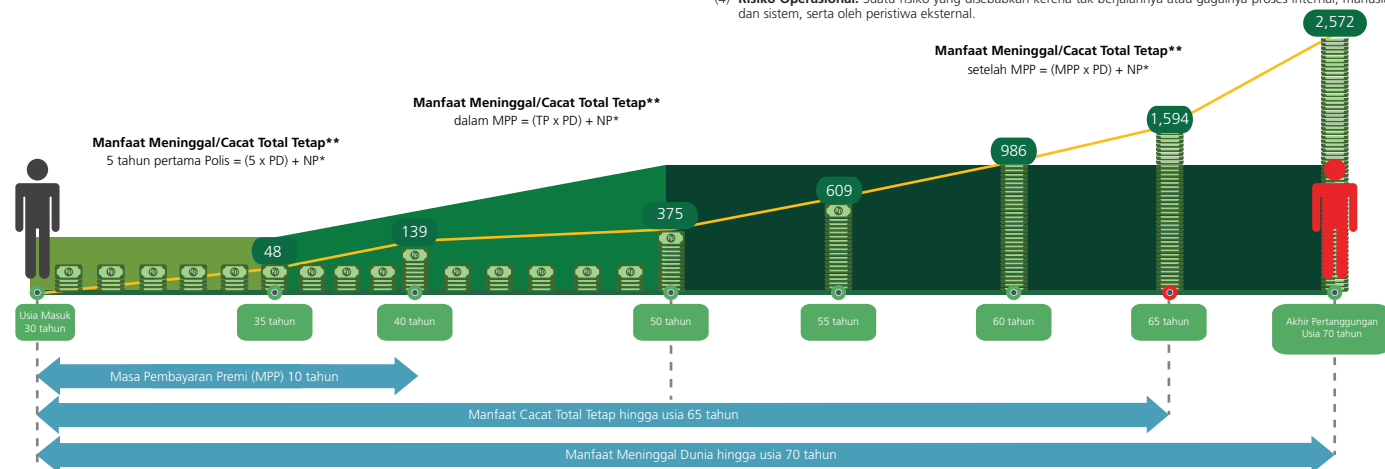 (4) Risiko Operasional: Suatu risiko yang disebabkan kerena tak berjalannya atau gagalnya proses internal, manusia
dan sistem, serta oleh peristiwa eksternal.
2,572
Manfaat Meninggal/Cacat Total Tetap**
setelah MPP = (MPP x PD) + NP*
Manfaat Meninggal/Cacat Total Tetap**
dalam MPP = (TP x PD) + NP*
Manfaat Meninggal/Cacat Total Tetap**
5 tahun pertama Polis = (5 x PD) + NP*
1,594
986
609
375
139
48
Usia Masuk
30 tahun
35 tahun
40 tahun
50 tahun
55 tahun
60 tahun
65 tahun
Akhir Pertanggungan
Usia 70 tahun
Masa Pembayaran Premi (MPP) 10 tahun
Manfaat Cacat Total Tetap hingga usia 65 tahun
Manfaat Meninggal Dunia hingga usia 70 tahun